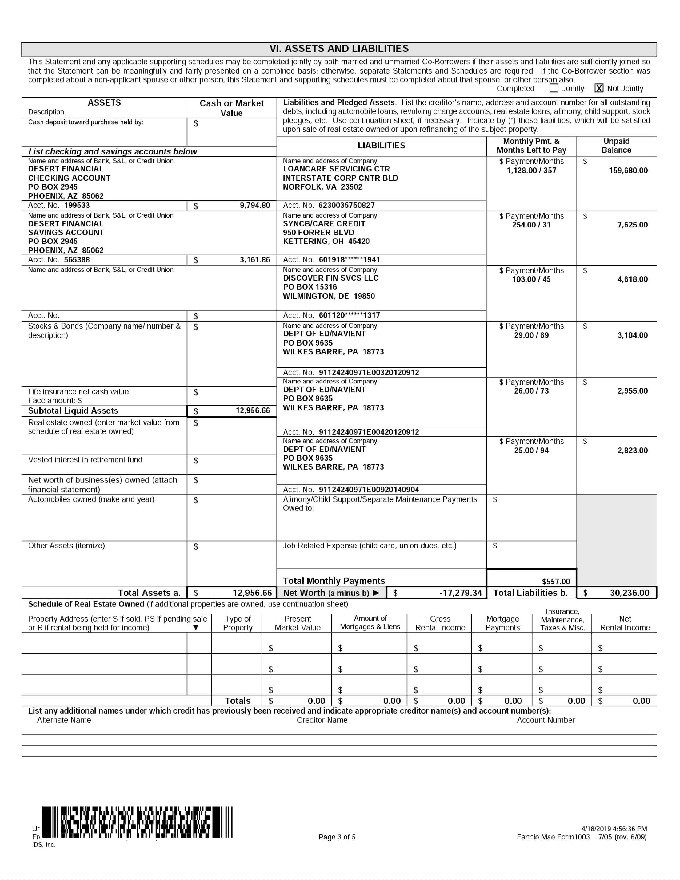 VI. ASSETS AND LIABILITIES
This Statement and any applicable supporting schedules may be completed jointly by both married and unmarried Co-Borrowers if their assets and liabilities are sufficiently joined so
that the Statement can be meaningfully and fairly presented on a combined basis; otherwise, separate Statements and Schedules are required. If the Co-Borrower section was
completed about a non-applicant spouse or other person, this Statement and supporting schedules must be completed about that spouse or other person also.
Completed Jointly X Not Jointly
ASSETS Cash or Market
Description Value
Cash deposit toward purchase held by: $
Liabilities and Pledged Assets. List the creditor's name, address and account number for all outstanding
debts, including automobile loans, revolving charge accounts, real estate loans, alimony, child support, stock
pledges, etc. Use continuation sheet, if necessary. Indicate by (*) those liabilities, which will be satisfied
upon sale of real estate owned or upon refinancing of the subject property.
LIABILITIES Monthly Pmt. & Months Left to Pay Unpaid Balance
List checking and savings accounts below
Name and address of Bank, S&L, or Credit Union
DESERT FINANCIAL
CHECKING ACCOUNT
PO BOX 2945
PHOENIX, AZ 85062
Acct. No. 199533 $ 9,794.80
Name and address of Company $ Payment/Months $
LOANCARE SERVICING CTR 1,128.00 / 357 159,680.00
INTERSTATE CORP CNTR BLD
NORFOLK, VA 23502
Acct. No. 6230035750827
Name and address of Bank, S&L, or Credit Union
DESERT FINANCIAL
SAVINGS ACCOUNT
PO BOX 2945
PHOENIX, AZ 85062
Acct. No. 565388 $ 3,161.86
Name and address of Company $ Payment/Months $
SYNCB/CARE CREDIT 254.00 / 31 7,625.00
950 FORRER BLVD
KETTERING, OH 45420
Acct. No. 601918******1941
Name and address of Bank, S&L, or Credit Union
Acct. No. $
Name and address of Company $ Payment/Months $
DISCOVER FIN SVCS LLC 103.00 / 45 4,618.00
PO BOX 15316
WILMINGTON, DE 19850
Acct. No. 601120******1317
Stocks & Bonds (Company name/ number & $
description)
Name and address of Company $ Payment/Months $
DEPT OF ED/NAVIENT 29.00 / 69 3,184.00
PO BOX 9635
WILKES BARRE, PA 18773
Acct. No. 91124240971E00320120912
Life insurance net cash value $
Face amount: $
Subtotal Liquid Assets $ 12,956.66
Name and address of Company $ Payment/Months $
DEPT OF ED/NAVIENT 26.00 / 73 2,955.00
PO BOX 9635
WILKES BARRE, PA 18773
Acct. No. 91124240971E00420120912
Real estate owned (enter market value from $
schedule of real estate owned)
Vested interest in retirement fund $
Net worth of business(es) owned (attach $
financial statement)
Name and address of Company $ Payment/Months $
DEPT OF ED/NAVIENT 25.00 / 94 2,823.00
PO BOX 9635
WILKES BARRE, PA 18773
Acct. No. 91124240971E00920140904
Automobiles owned (make and year) $
Alimony/Child Support/Separate Maintenance Payments $
Owed to:
Other Assets (itemize) $
Job-Related Expense (child care, union dues, etc.) $
Total Monthly Payments $557.00
Total Assets a. $ 12,956.66 Net Worth (a minus b) ► $ -17,279.34 Total Liabilities b. $ 30,236.00
Schedule of Real Estate Owned (If additional properties are owned, use continuation sheet)
Property Address (enter S if sold, PS if pending sale or R if rental being held for income) ▼ Type of Property Present Market Value Amount of Mortgages & Liens Gross Rental Income Mortgage Payments Insurance, Maintenance, Taxes & Misc. Net Rental Income
$ $ $ $ $ $
$ $ $ $ $ $
$ $ $ $ $ $
Totals $ 0.00 $ 0.00 $ 0.00 $ 0.00 $ 0.00 $ 0.00
List any additional names under which credit has previously been received and indicate appropriate creditor name(s) and account number(s):
Alternate Name Creditor Name Account Number
IDS, Inc.
Page 3 of 5
4/18/2019 4:56:36 PM
Fannie Mae Form 1003 7/05 (rev. 6/09)